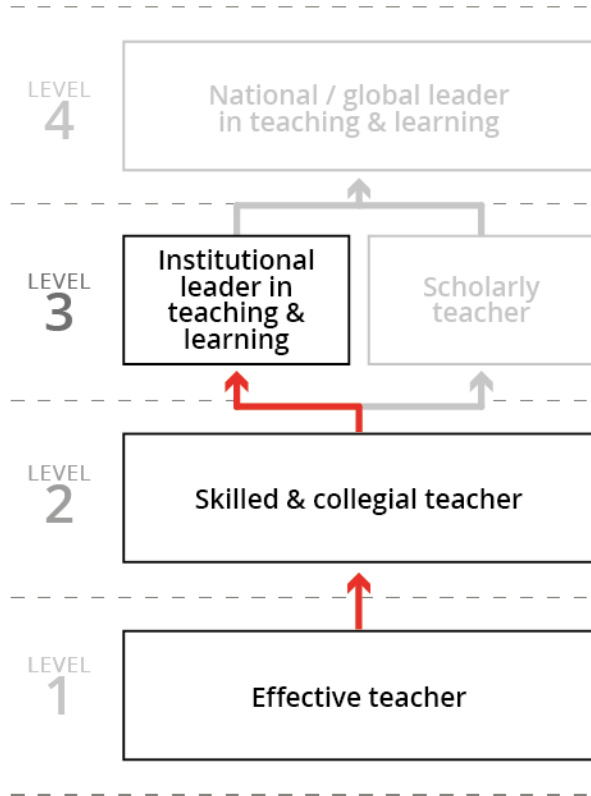 LEVEL
4
National / global leader
in teaching & learning
LEVEL
3
Institutional
leader in
teaching &
learning
Scholarly
teacher
LEVEL
2
Skilled & collegial teacher
LEVEL
1
Effective teacher